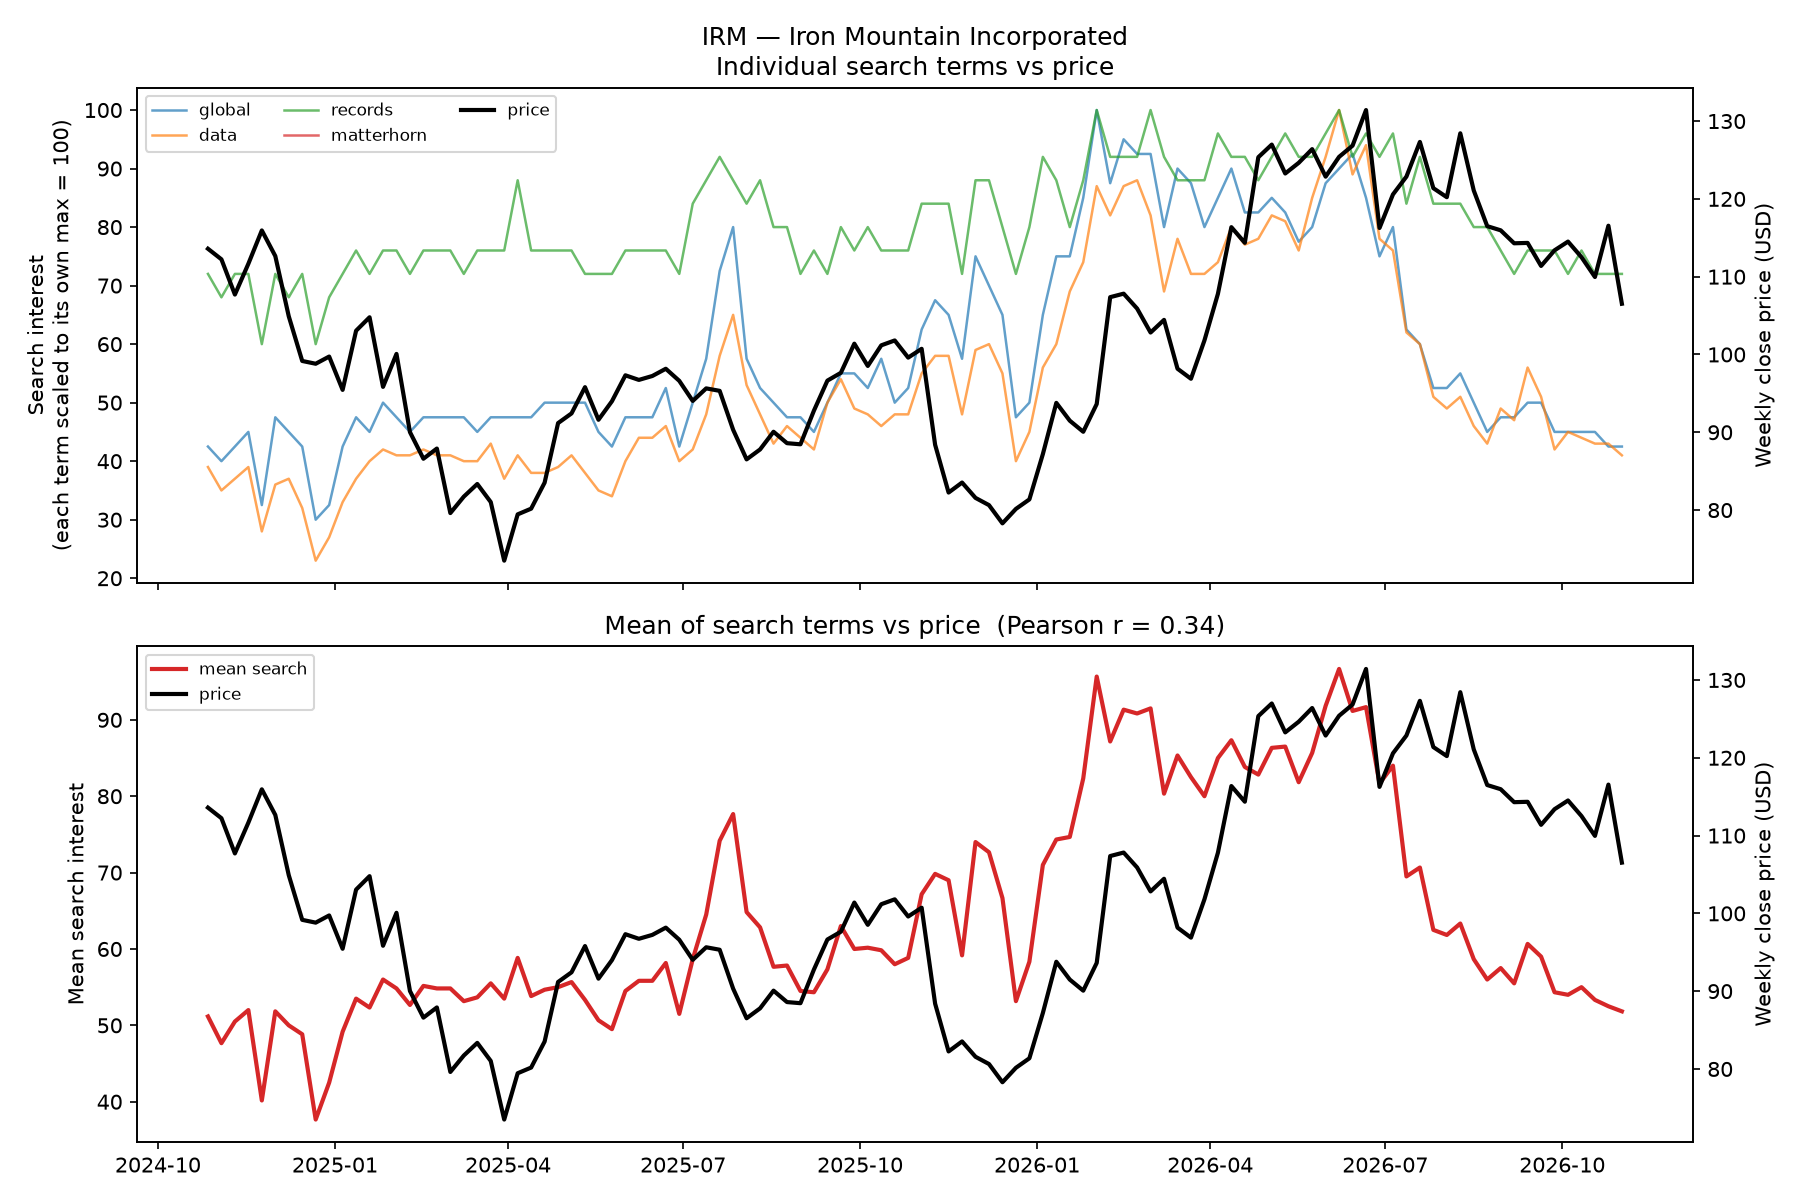 IRM — Iron Mountain Incorporated
Individual search terms vs price
global
data
records
matterhorn
price
Search interest
(each term scaled to its own max = 100)
100
90
80
70
60
50
40
30
20
130
120
110
100
90
80
Weekly close price (USD)
Mean of search terms vs price (Pearson r = 0.34)
mean search
price
Mean search interest
90
80
70
60
50
40
130
120
110
100
90
80
Weekly close price (USD)
2024-10
2025-01
2025-04
2025-07
2025-10
2026-01
2026-04
2026-07
2026-10